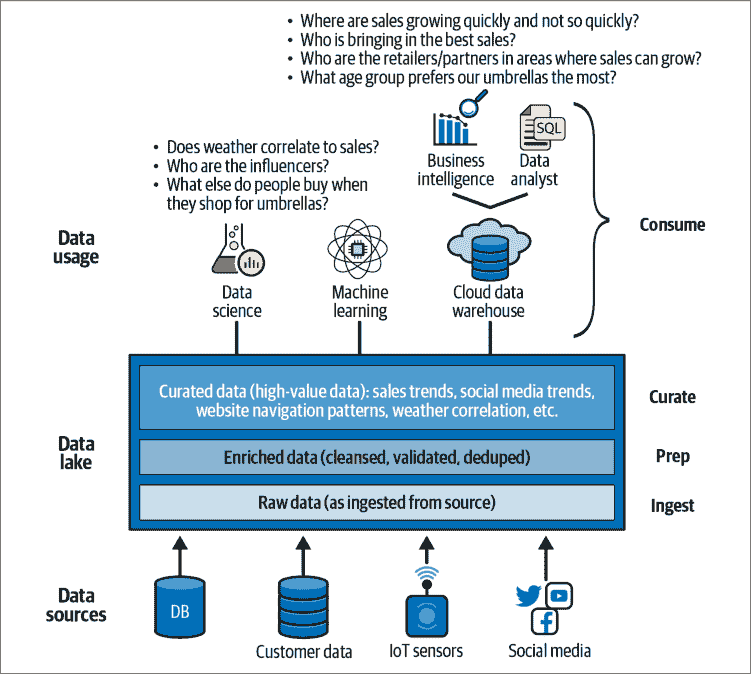 • Where are sales growing quickly and not so quickly?
• Who is bringing in the best sales?
• Who are the retailers/partners in areas where sales can grow?
• What age group prefers our umbrellas the most?
• Does weather correlate to sales?
• Who are the influencers?
• What else do people buy when
they shop for umbrellas?
SQL
Business
intelligence
Data
analyst
Data
usage
Consume
Data
science
Machine
learning
Cloud data
warehouse
Data
lake
Curated data (high-value data): sales trends, social media trends,
website navigation patterns, weather correlation, etc.
Curate
Enriched data (cleansed, validated, deduped)
Prep
Raw data (as ingested from source)
Ingest
Data
sources
DB
Customer data
IoT sensors
Social media